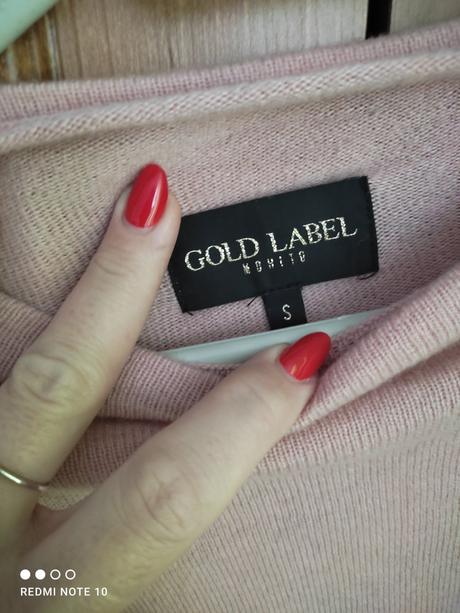 GOLD LABEL
MOHITO
S
REDMI NOTE 10